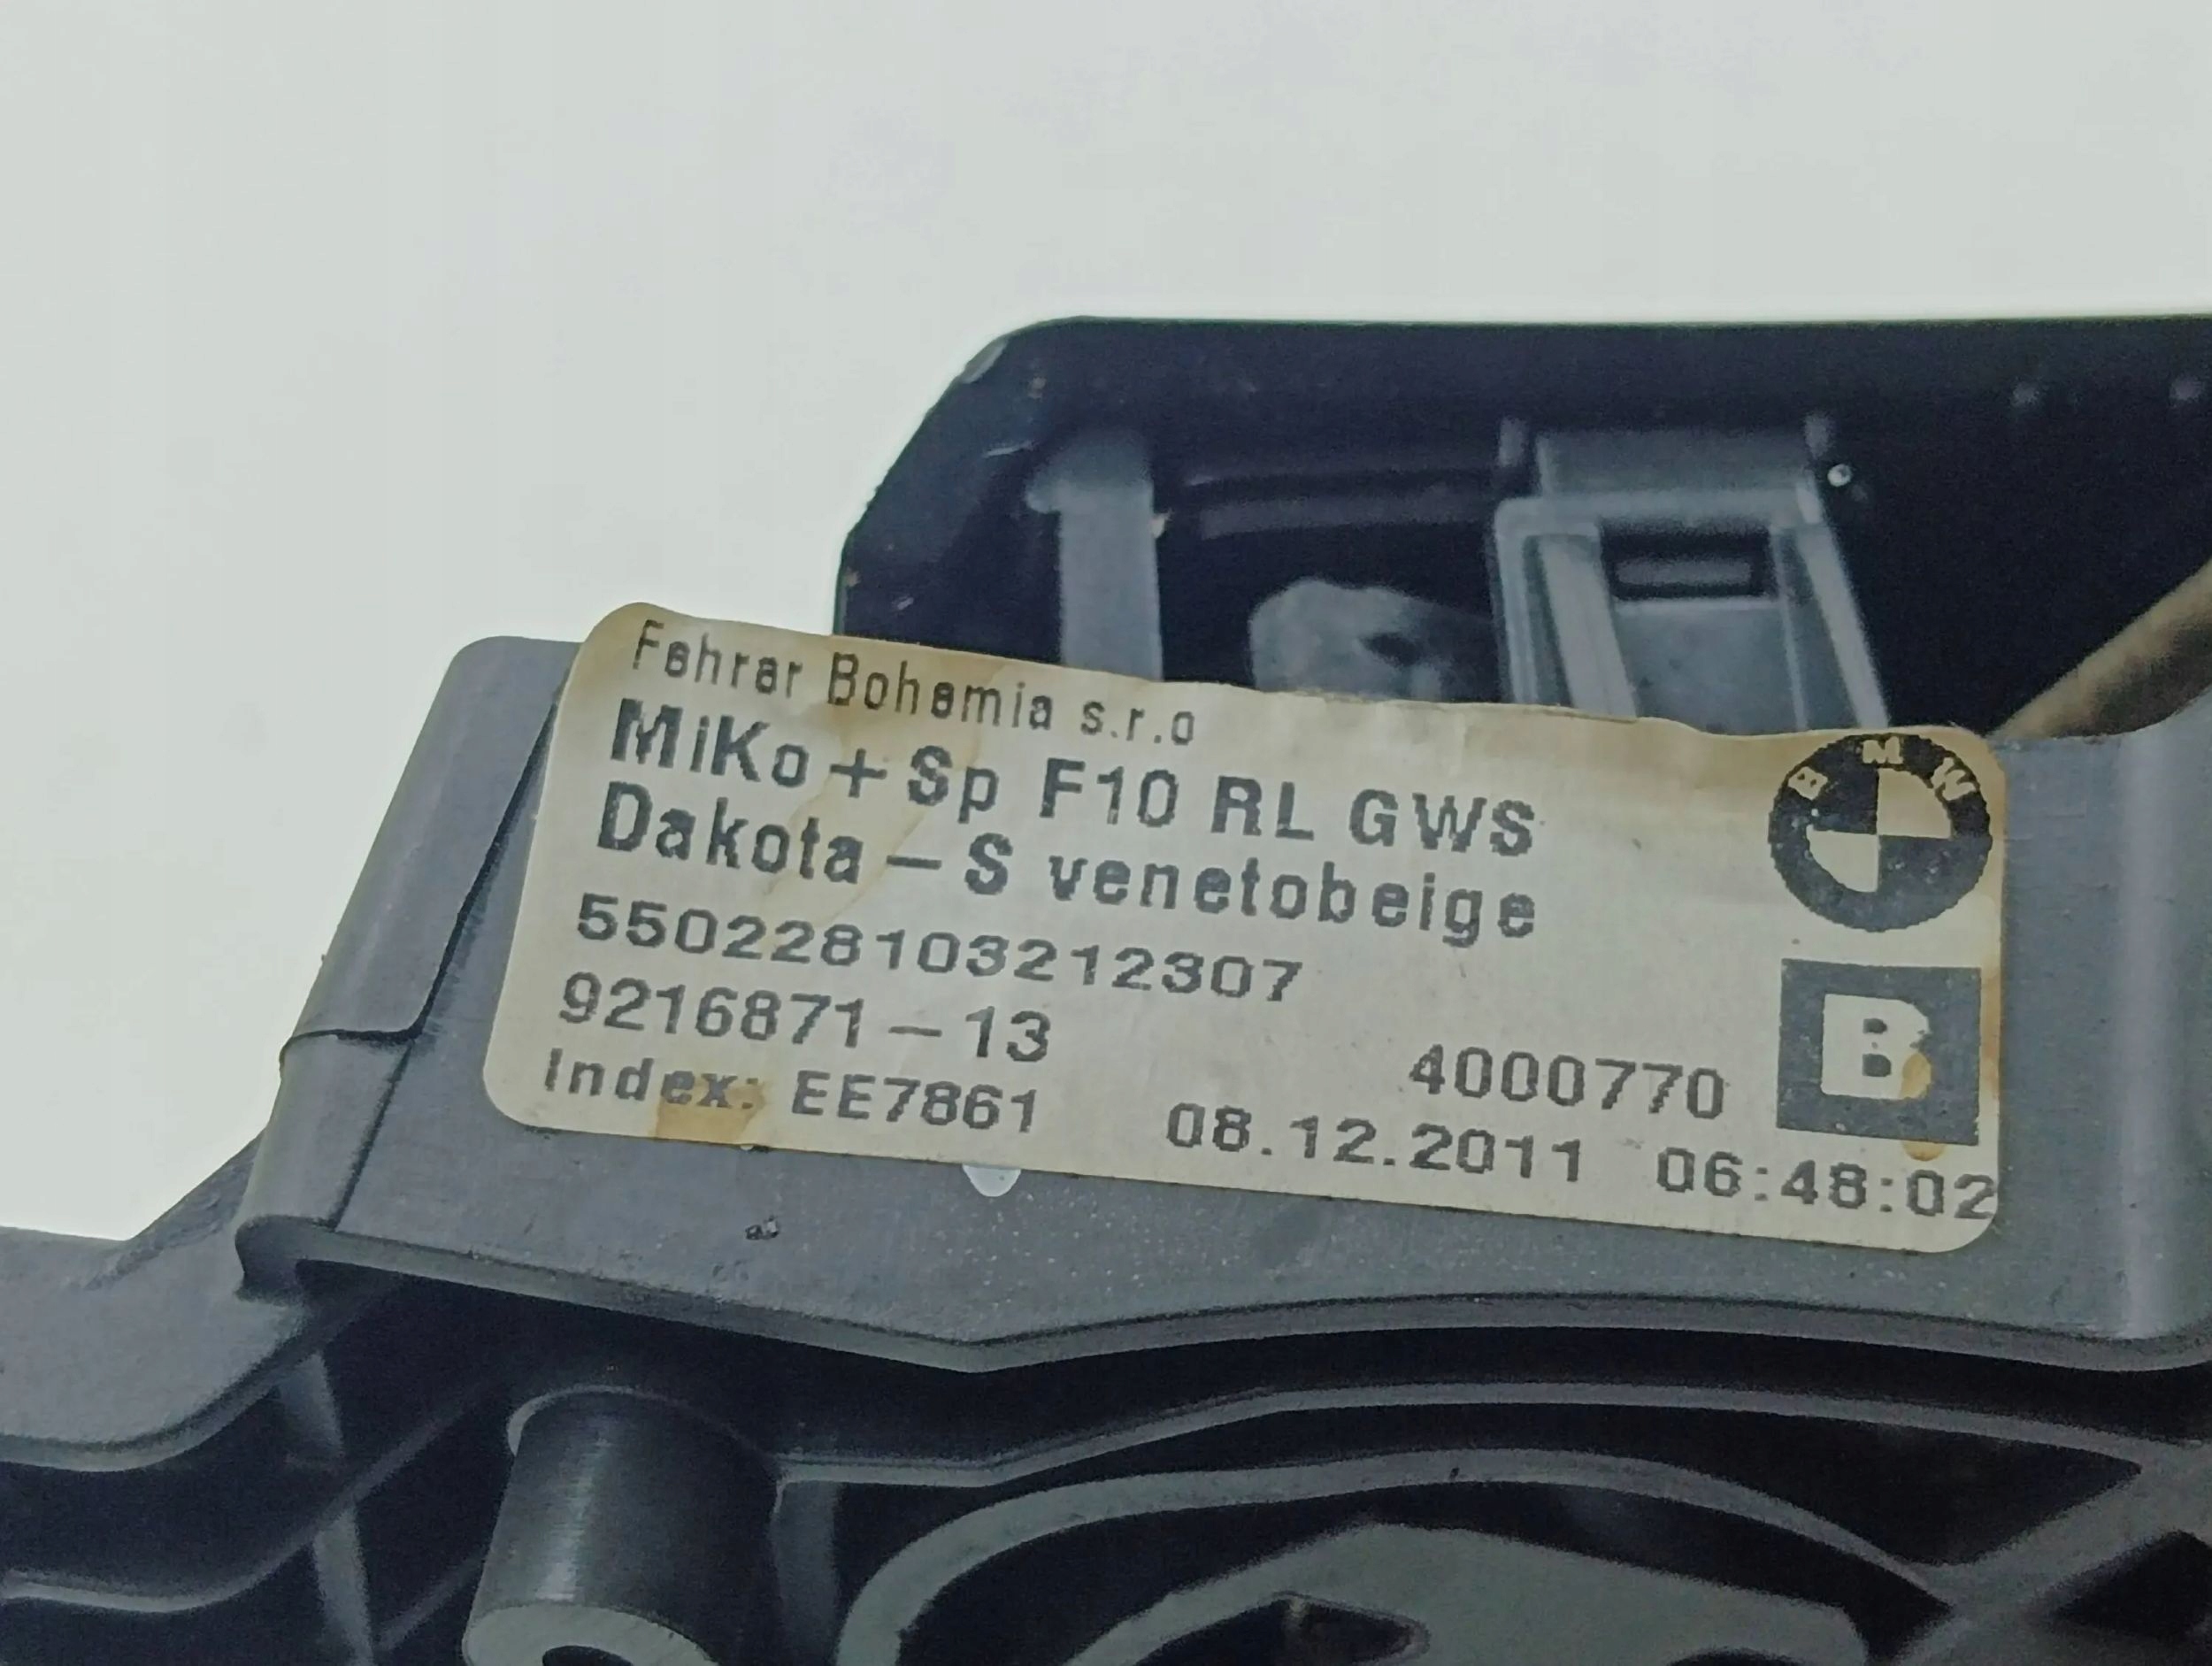 Fehrer Bohemia s.r.o
MiKo + Sp F10 RL GWS
Dakota - S venetobeige
550228103212307
9216871 - 13
4000770
Index: EE7861 08.12.2011 06:48:02
BMW
B